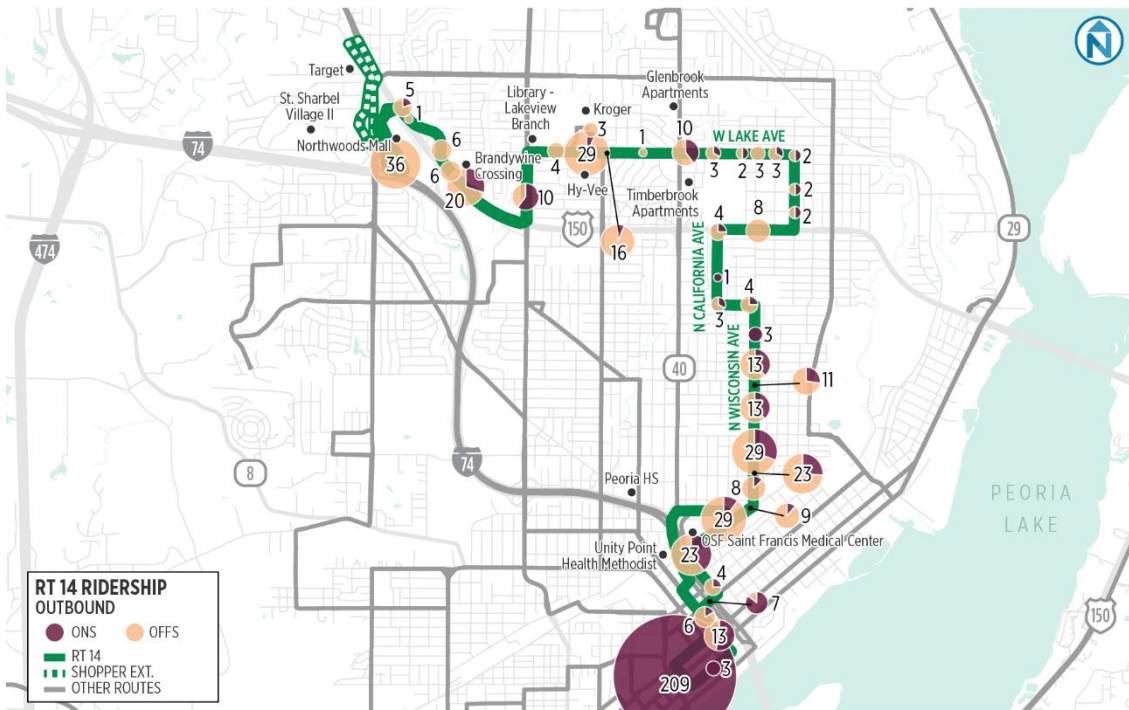 N
Target
St. Sharbel
Village II
Northwoods Mall
74
36
5
1
6
6
20
Brandywine
Crossing
Library -
Lakeview
Branch
10
4
Kroger
3
29
Hy-Vee
16
150
1
Glenbrook
Apartments
10
Timberbrook
Apartments
W LAKE AVE
3
2
3
3
2
2
2
8
4
N CALIFORNIA AVE
1
3
4
3
13
11
N WISCONSIN AVE
13
29
23
8
9
29
OSF Saint Francis Medical Center
Unity Point
Health Methodist
23
4
7
6
13
3
209
Peoria HS
474
8
74
40
29
150
PEORIA
LAKE
RT 14 RIDERSHIP
OUTBOUND
ONS
OFFS
RT 14
SHOPPER EXT.
OTHER ROUTES